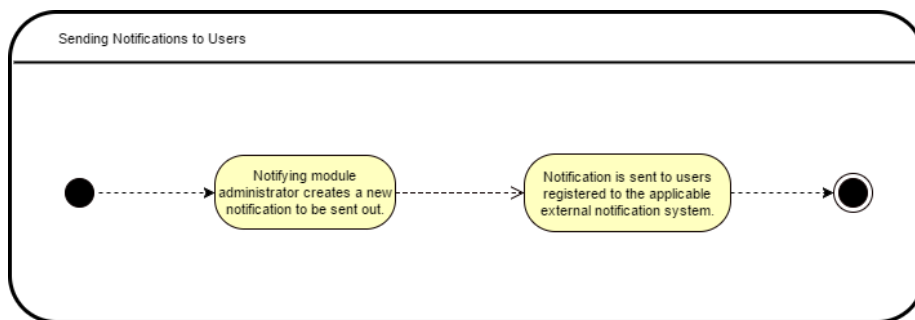 Sending Notifications to Users
Notifying module
administrator creates a new
notification to be sent out.
Notification is sent to users
registered to the applicable
external notification system.